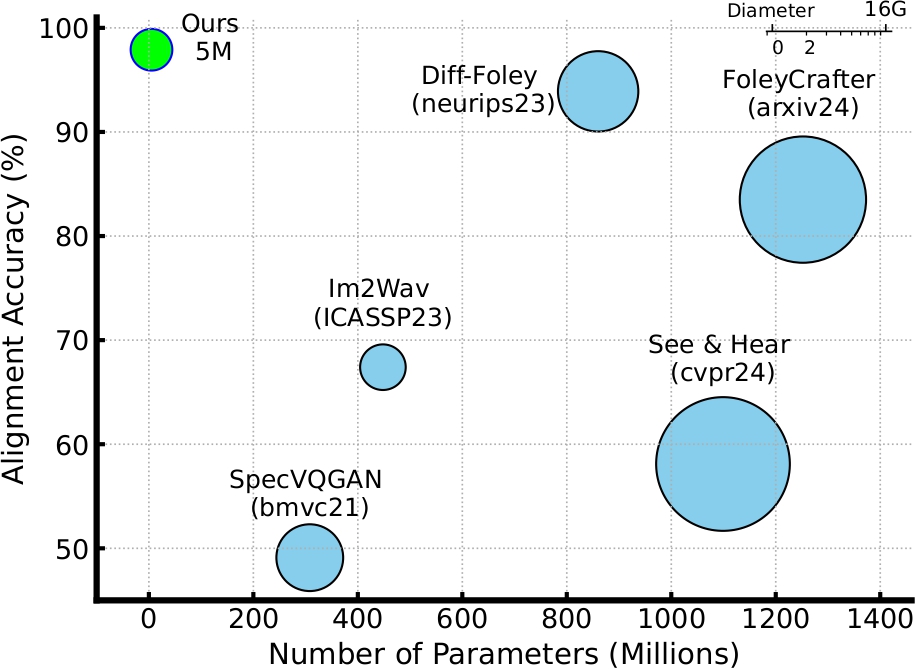 Diameter 16G
0 2
Ours
5M
Diff-Foley
(neurips23)
FoleyCrafter
(arxiv24)
Im2Wav
(ICASSP23)
See & Hear
(cvpr24)
SpecVQGAN
(bmvc21)
Alignment Accuracy (%)
100
90
80
70
60
50
0 200 400 600 800 1000 1200 1400
Number of Parameters (Millions)